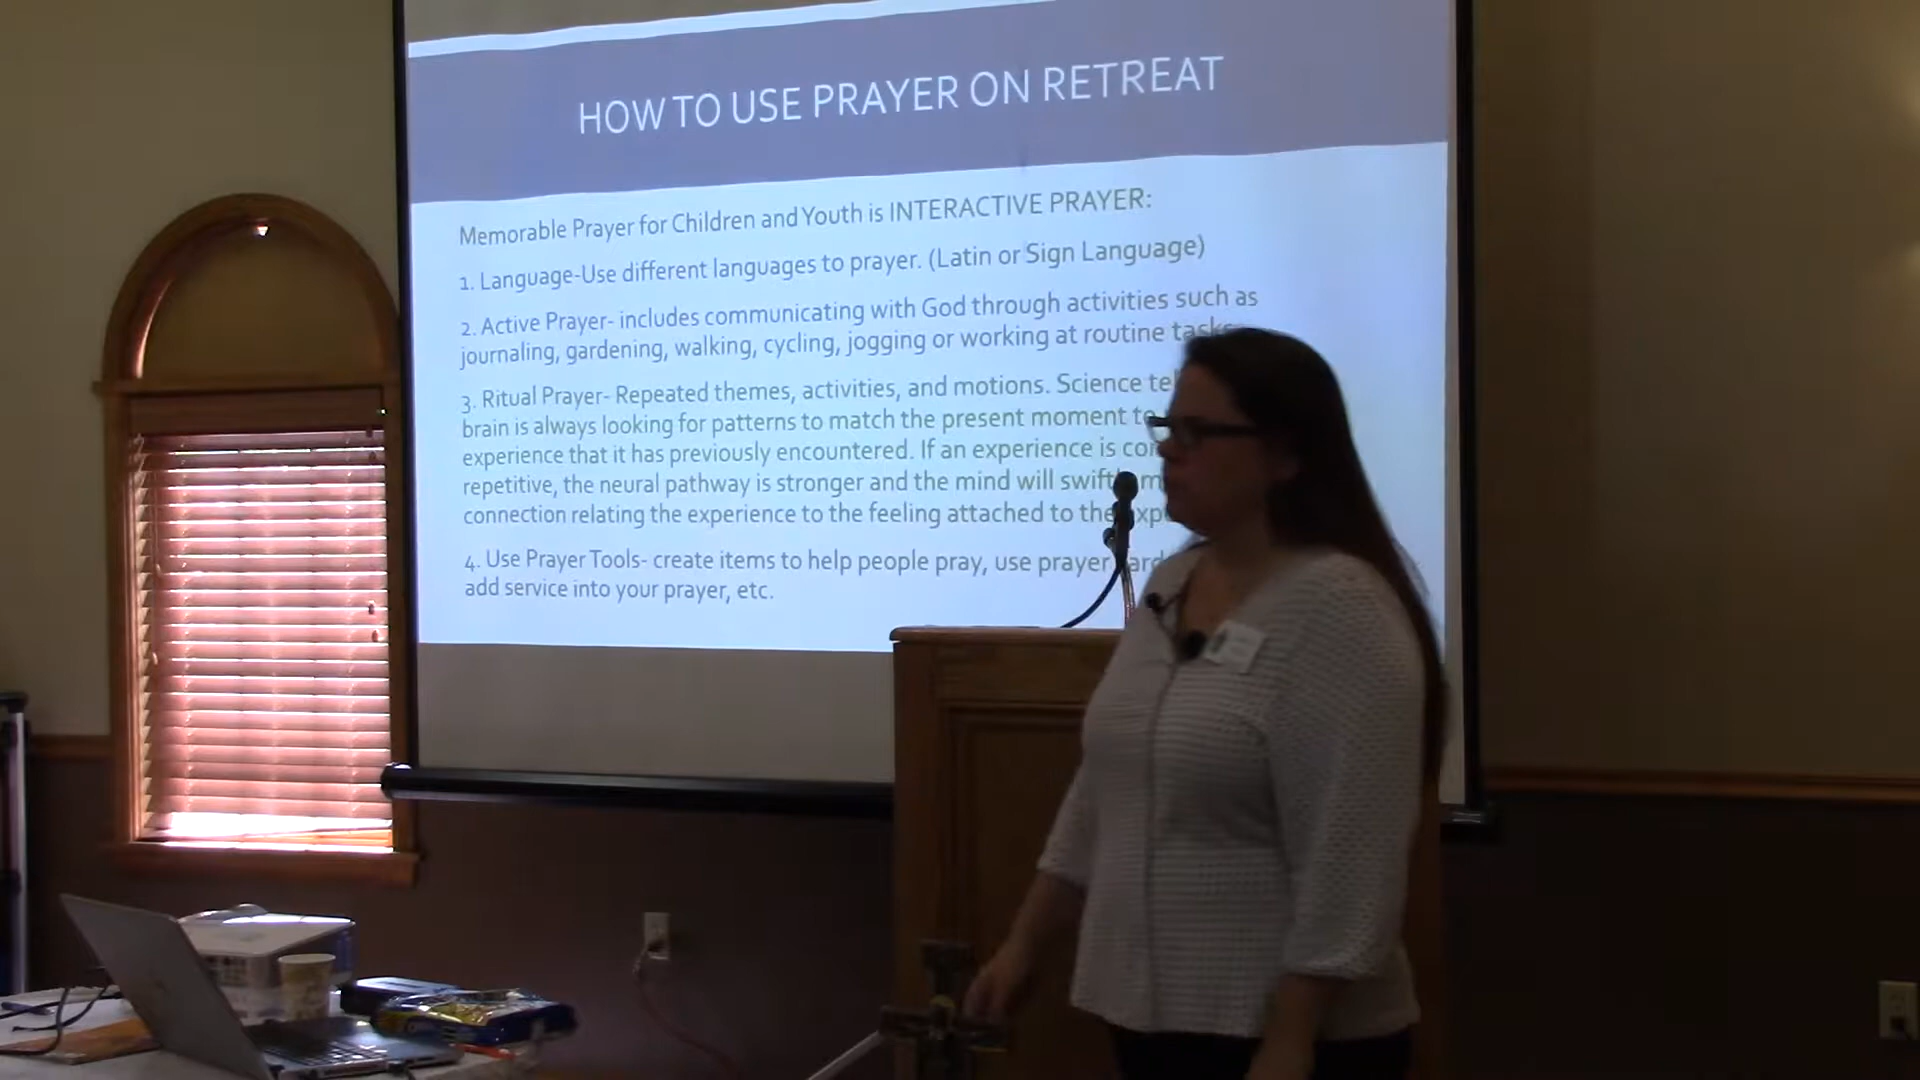 HOW TO USE PRAYER ON RETREAT
Memorable Prayer for Children and Youth is INTERACTIVE PRAYER:
1. Language-Use different languages to prayer. (Latin or Sign Language)
2. Active Prayer- includes communicating with God through activities such as
journaling, gardening, walking, cycling, jogging or working at routine tasks
3. Ritual Prayer- Repeated themes, activities, and motions. Science
brain is always looking for patterns to match the present moment to
experience that it has previously encountered. If an experience is
repetitive, the neural pathway is stronger and the mind will
connection relating the experience to the feeling attached to the
4. Use Prayer Tools- create items to help people pray, use prayer
add service into your prayer, etc.